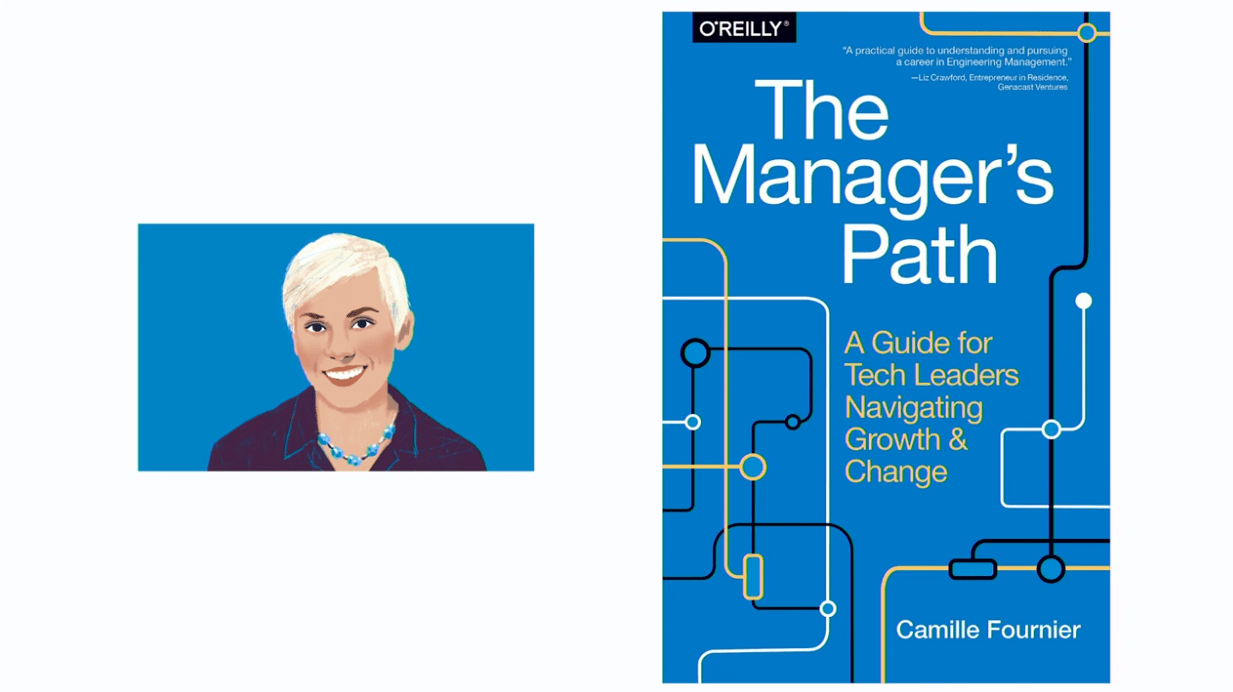 O'REILLY®
“A practical guide to understanding and pursuing
a career in Engineering Management.”
—Liz Crawford, Entrepreneur in Residence,
Genacast Ventures
The
Manager’s
Path
A Guide for
Tech Leaders
Navigating
Growth &
Change
Camille Fournier